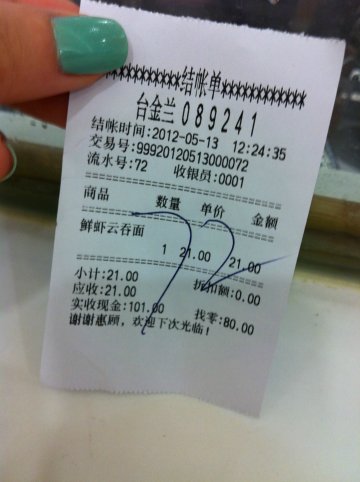 ***********结帐单***********
台金兰 089241
结帐时间:2012-05-13 12:24:35
交易号:99920120513000072
流水号:72 收银员:0001
==============================
商品 数量 单价 金额
==============================
鲜虾云吞面
1 21.00 21.00
==============================
小计:21.00 折扣额:0.00
应收:21.00
实收现金:101.00 找零:80.00
谢谢惠顾，欢迎下次光临!
72